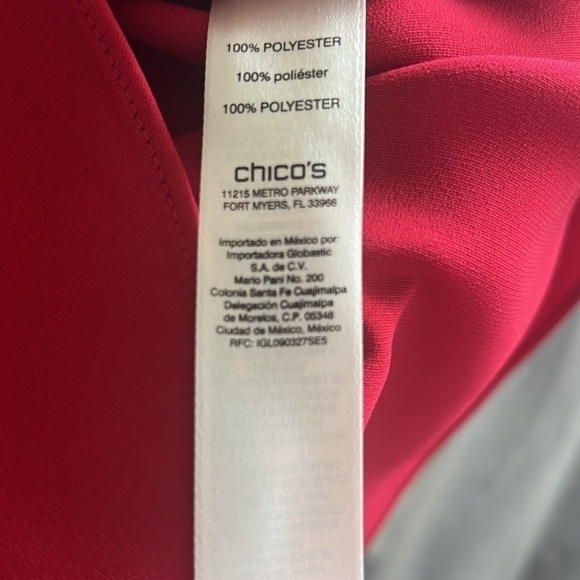 100% POLYESTER
100% poliéster
100% POLYESTER
chico's
11215 METRO PARKWAY
FORT MYERS, FL 33966
Importado en México por:
Importadora Globastic
S.A. de C.V.
Mario Pani No. 200
Colonia Santa Fe Cuajimalpa
Delegación Cuajimalpa
de Morelos, C.P. 05348
Ciudad de México, México
RFC: IGL090327SE5